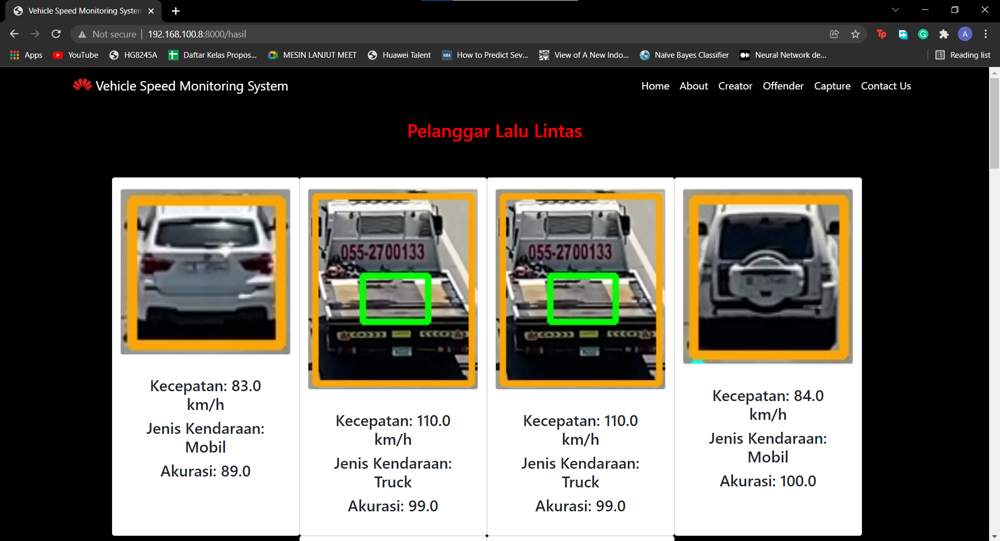 Vehicle Speed Monitoring System
Not secure
192.168.100.8:8000/hasil
Tp
G
A
Apps
YouTube
HG8245A
Daftar Kelas Propos...
MESIN LANJUT MEET
Huawei Talent
tds
How to Predict Sev...
View of A New Indo...
Naïve Bayes Classifier
Neural Network de...
Reading list
Vehicle Speed Monitoring System
Home
About
Creator
Offender
Capture
Contact Us
Pelanggar Lalu Lintas
055-2700133
055-2700133
Kecepatan: 83.0
km/h
Jenis Kendaraan:
Mobil
Akurasi: 89.0
Kecepatan: 110.0
km/h
Jenis Kendaraan:
Truck
Akurasi: 99.0
Kecepatan: 110.0
km/h
Jenis Kendaraan:
Truck
Akurasi: 99.0
Kecepatan: 84.0
km/h
Jenis Kendaraan:
Mobil
Akurasi: 100.0